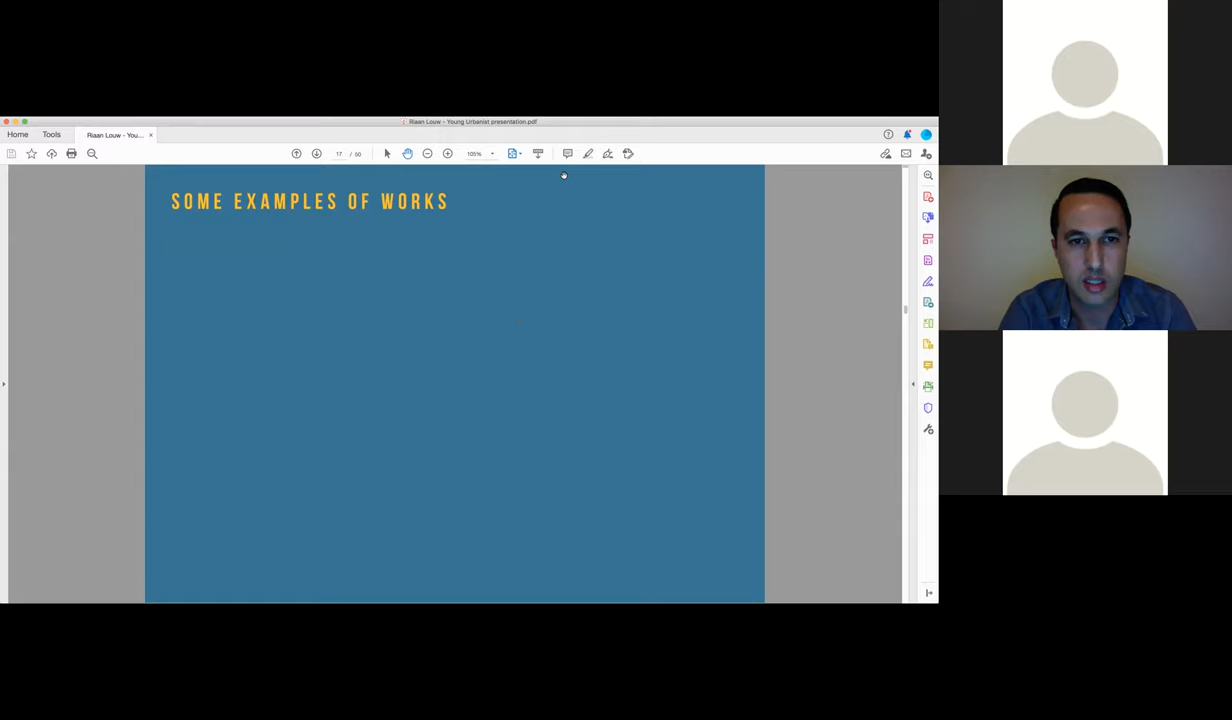 Riaan Louw - Young Urbanist presentation.pdf
Home
Tools
Riaan Louw - You... ×
17 / 50
105%
SOME EXAMPLES OF WORKS